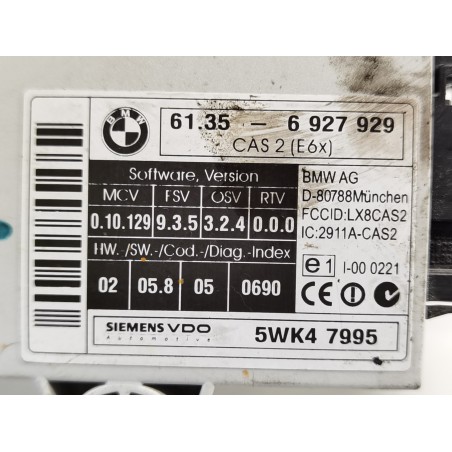 BMW
61.35 – 6 927 929
CAS 2 (E6x)
Software, Version
MCV FSV OSV RTV
0.10.129 9.3.5 3.2.4 0.0.0
HW.-/SW.-/Cod.-/Diag.-Index
02 05.8 05 0690
BMW AG
D-80788München
FCCID:LX8CAS2
IC:2911A-CAS2
e1 I-00 0221
CE
SIEMENS VDO
Automotive
5WK4 7995